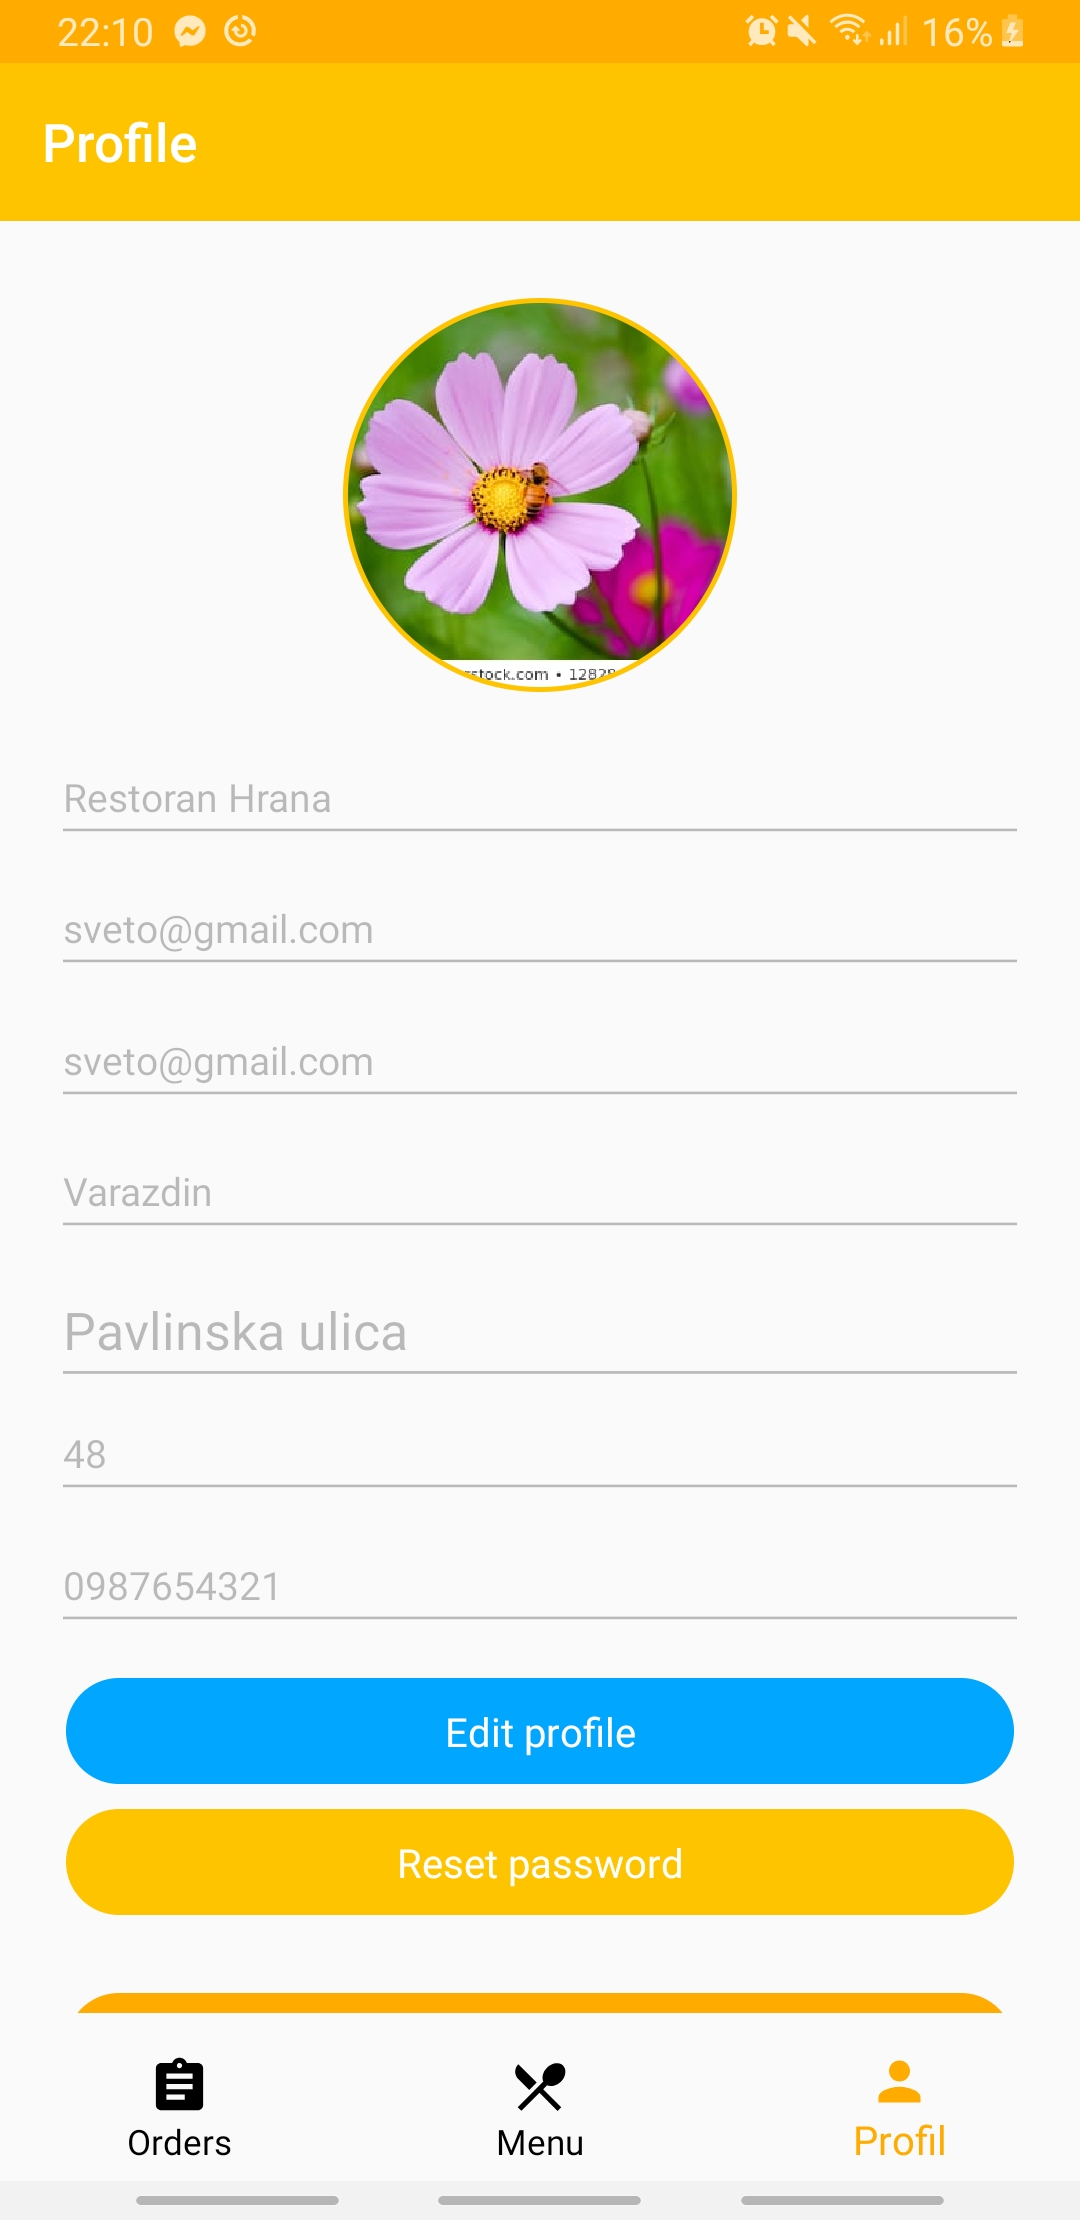 22:10
16%
Profile
stock.com • 1282
Restoran Hrana
sveto@gmail.com
sveto@gmail.com
Varazdin
Pavlinska ulica
48
0987654321
Edit profile
Reset password
Orders
Menu
Profil